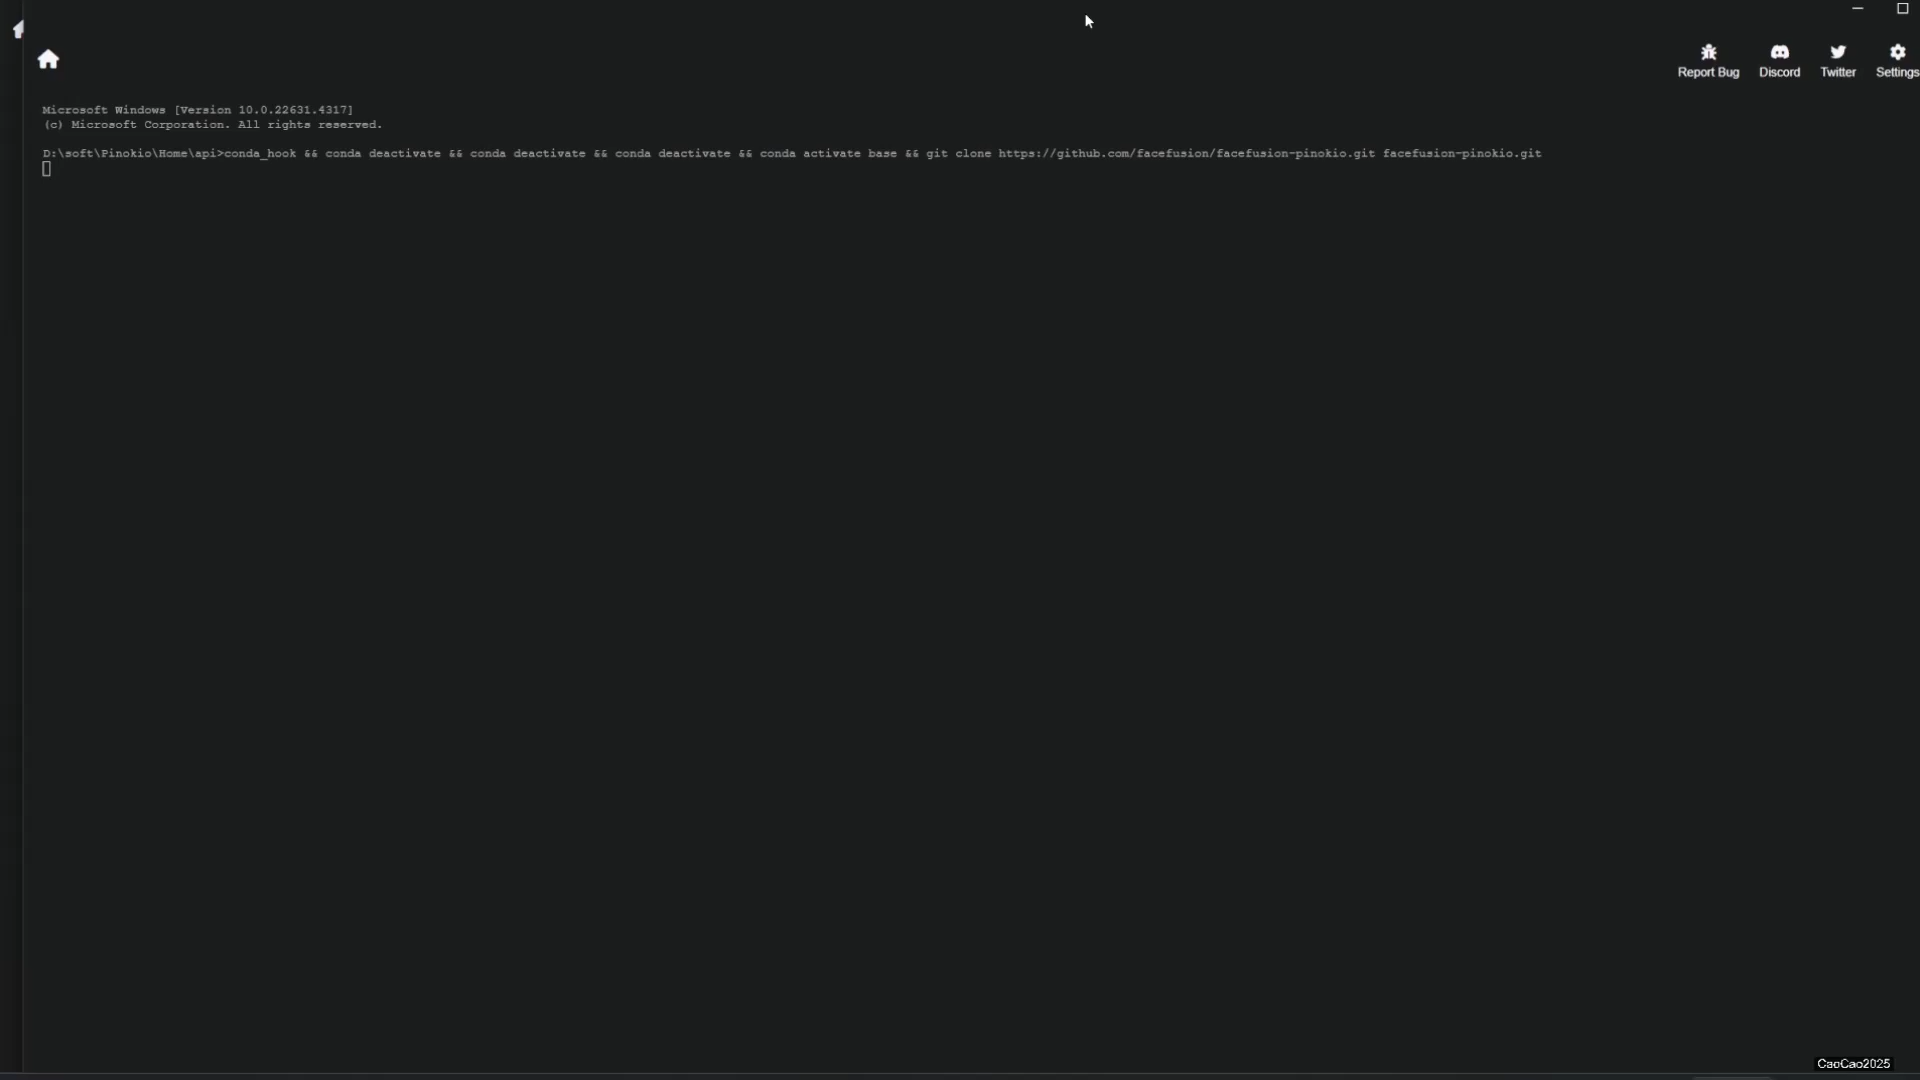 Report Bug
Discord
Twitter
Settings
Microsoft Windows [Version 10.0.22631.4317]
(c) Microsoft Corporation. All rights reserved.
D:\soft\Pinokio\Home\api>conda_hook && conda deactivate && conda deactivate && conda deactivate && conda activate base && git clone https://github.com/facefusion/facefusion-pinokio.git facefusion-pinokio.git
CaoCao2025